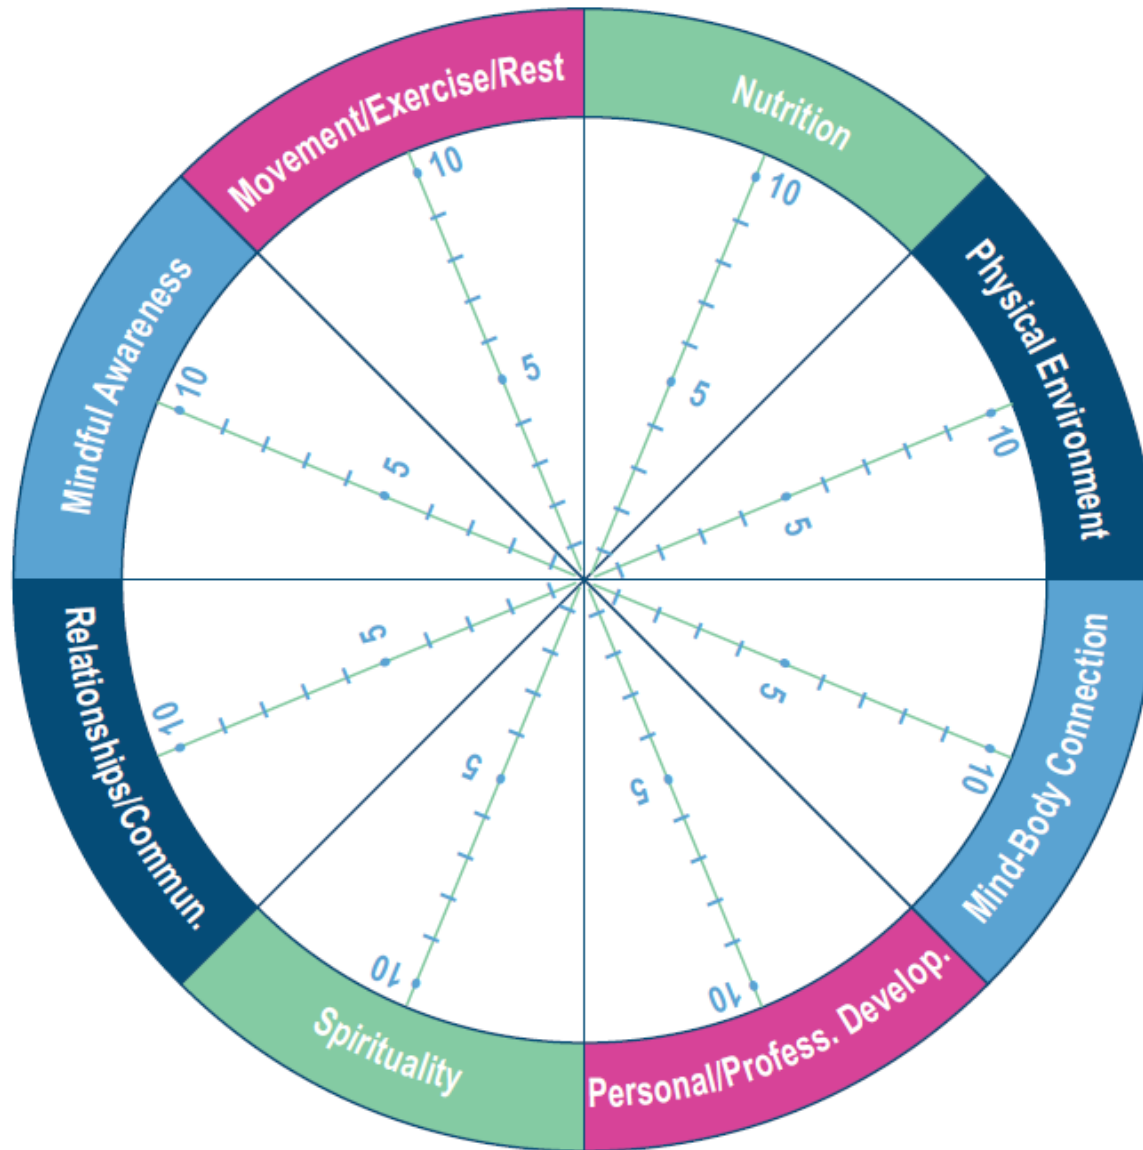 Nutrition
10
5
Physical Environment
10
5
Mind-Body Connection
10
5
Personal/Profess. Develop.
10
5
Spirituality
10
5
Relationships/Commun.
10
5
Mindful Awareness
10
5
Movement/Exercise/Rest
10
5